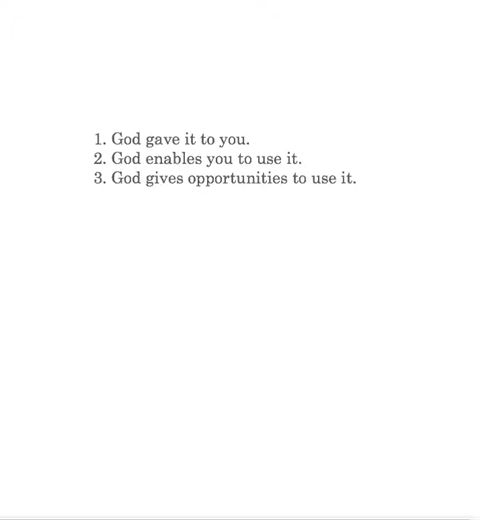 1. God gave it to you.
2. God enables you to use it.
3. God gives opportunities to use it.